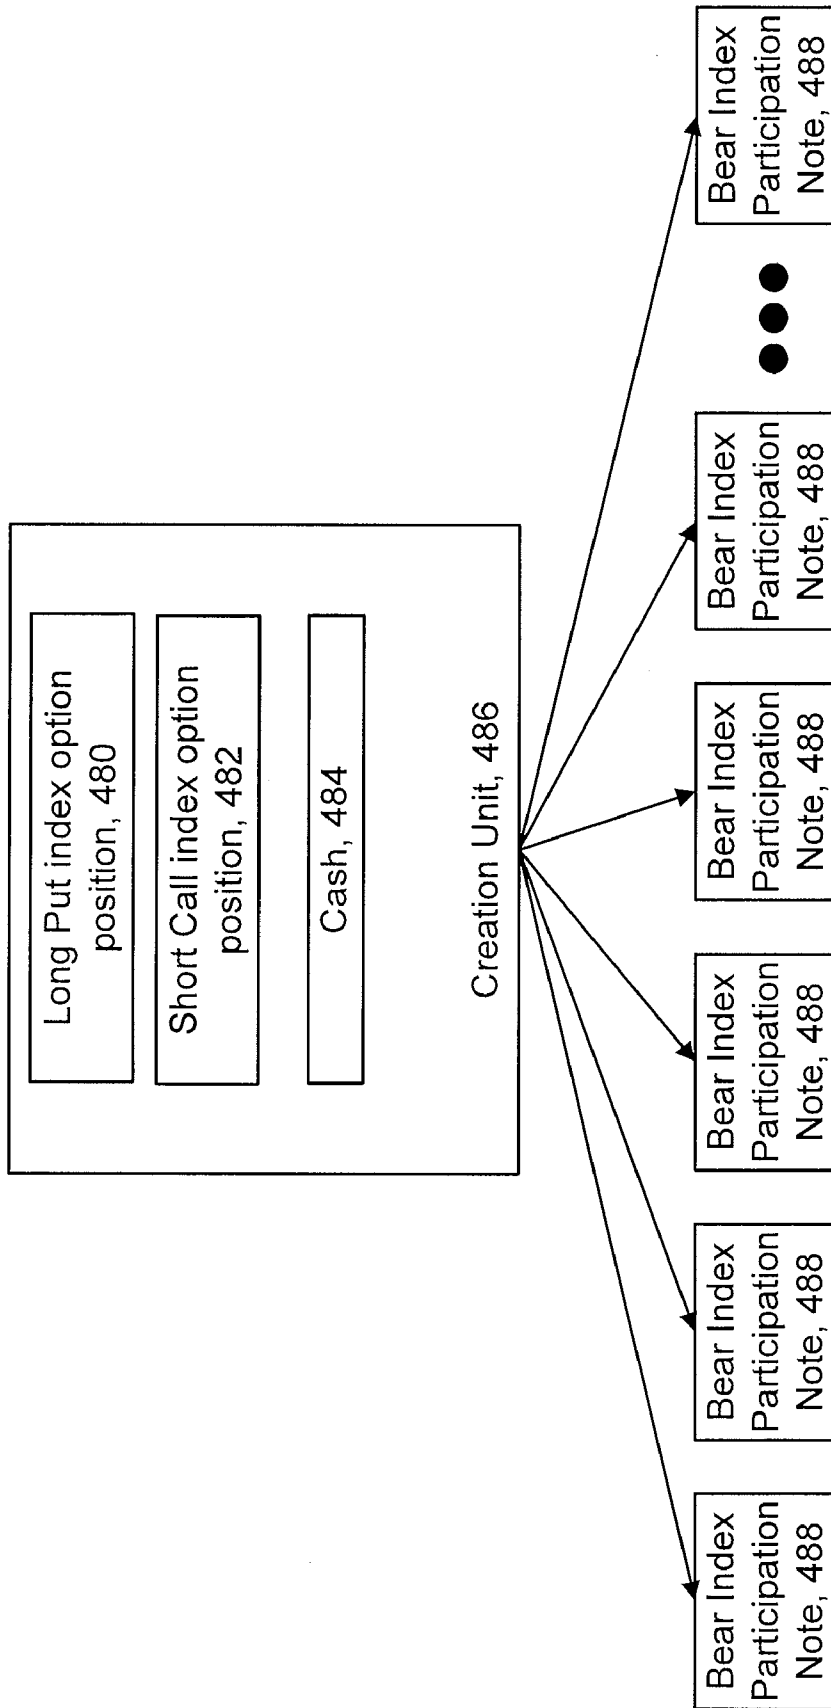 Long Put index option
position, 480
Short Call index option
position, 482
Cash, 484
Creation Unit, 486
Bear Index
Participation
Note, 488
Bear Index
Participation
Note, 488
Bear Index
Participation
Note, 488
Bear Index
Participation
Note, 488
Bear Index
Participation
Note, 488
Bear Index
Participation
Note, 488